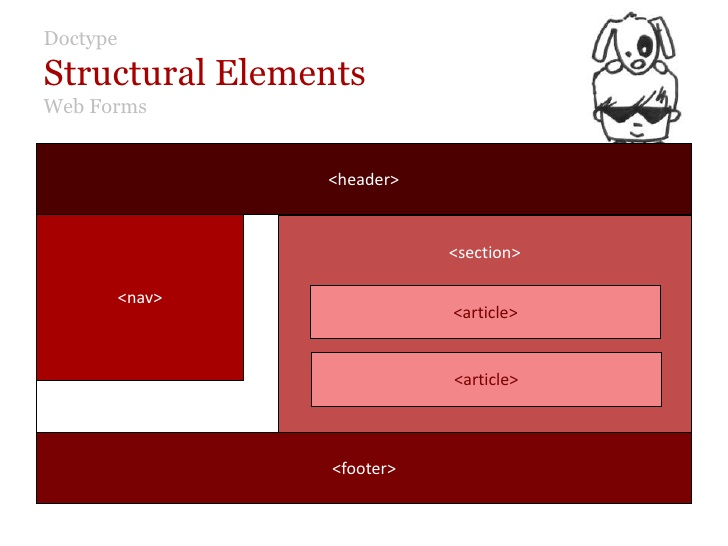 Doctype
Structural Elements
Web Forms
<header>
<nav>
<section>
<article>
<article>
<footer>